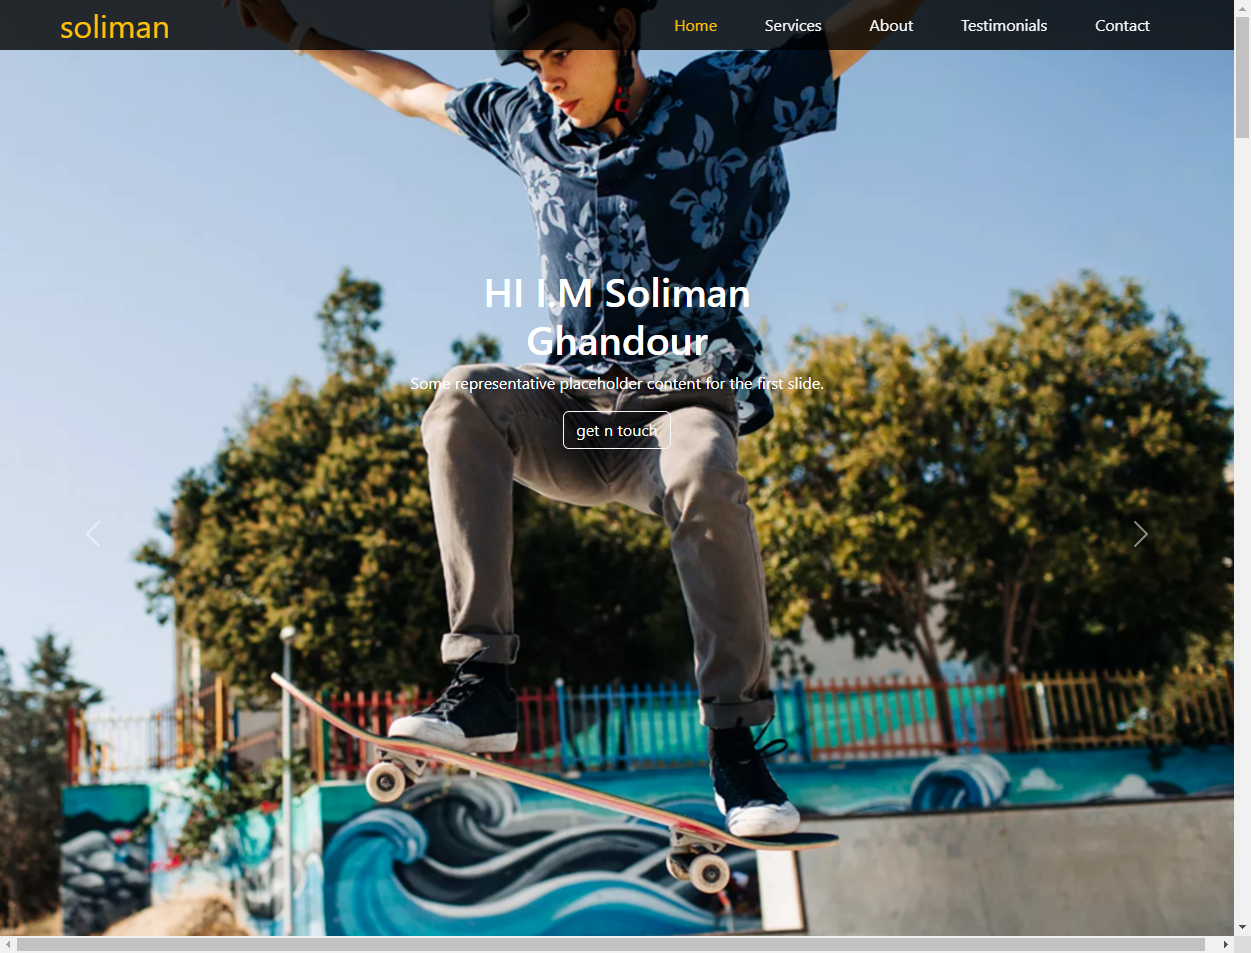 soliman
Home Services About Testimonials Contact
HI I.M Soliman
Ghandour
Some representative placeholder content for the first slide.
get n touch